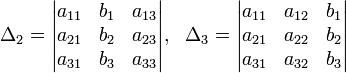 Δ₂ = |a₁₁ b₁ a₁₃; a₂₁ b₂ a₂₃; a₃₁ b₃ a₃₃|, Δ₃ = |a₁₁ a₁₂ b₁; a₂₁ a₂₂ b₂; a₃₁ a₃₂ b₃|